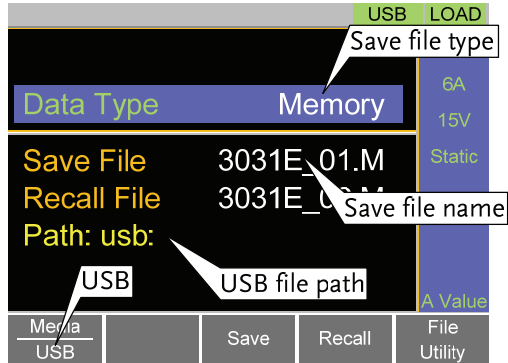 USB LOAD
Save file type
6A
Data Type Memory
15V
Save File 3031E_01.M
Static
Recall File 3031E_
Save file name
Path: usb:
USB
USB file path
A Value
Media
USB
Save
Recall
File
Utility